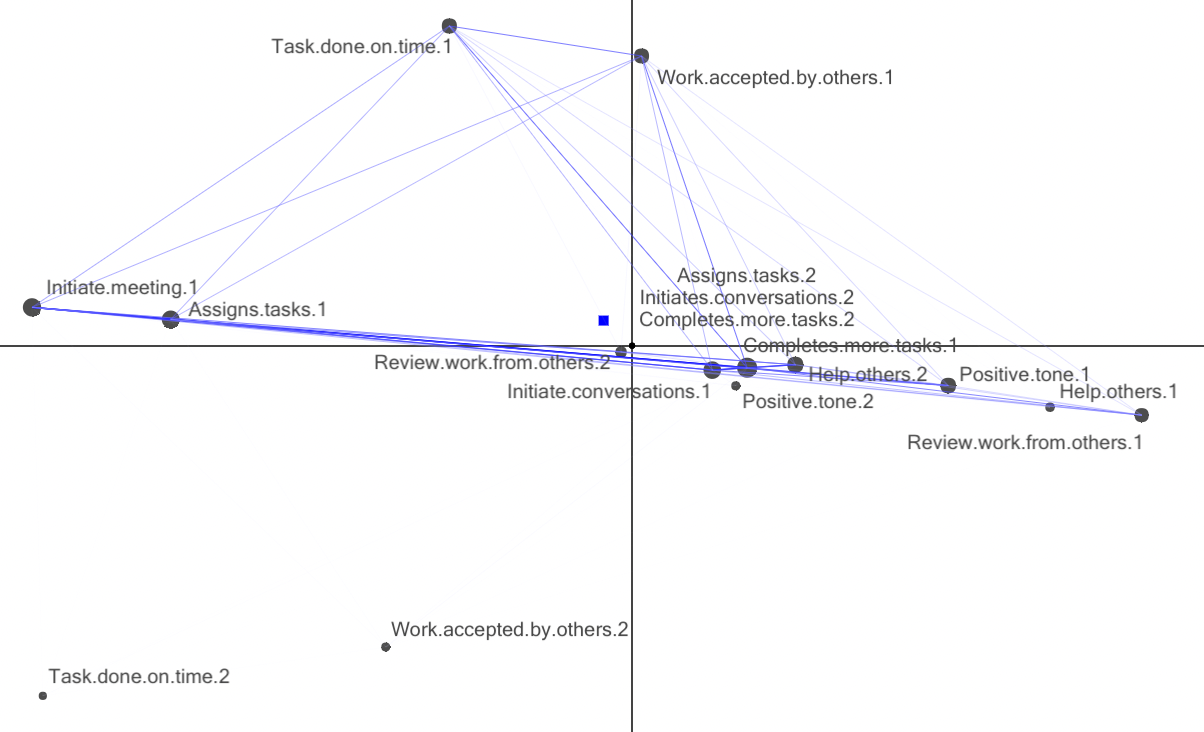 Task.done.on.time.1
Work.accepted.by.others.1
Assigns.tasks.2
Initiate.meeting.1
Initiates.conversations.2
Assigns.tasks.1
Completes.more.tasks.2
Completes.more.tasks.1
Review.work.from.others.2
Help.others.2
Positive.tone.1
Initiate.conversations.1
Help.others.1
Positive.tone.2
Review.work.from.others.1
Work.accepted.by.others.2
Task.done.on.time.2